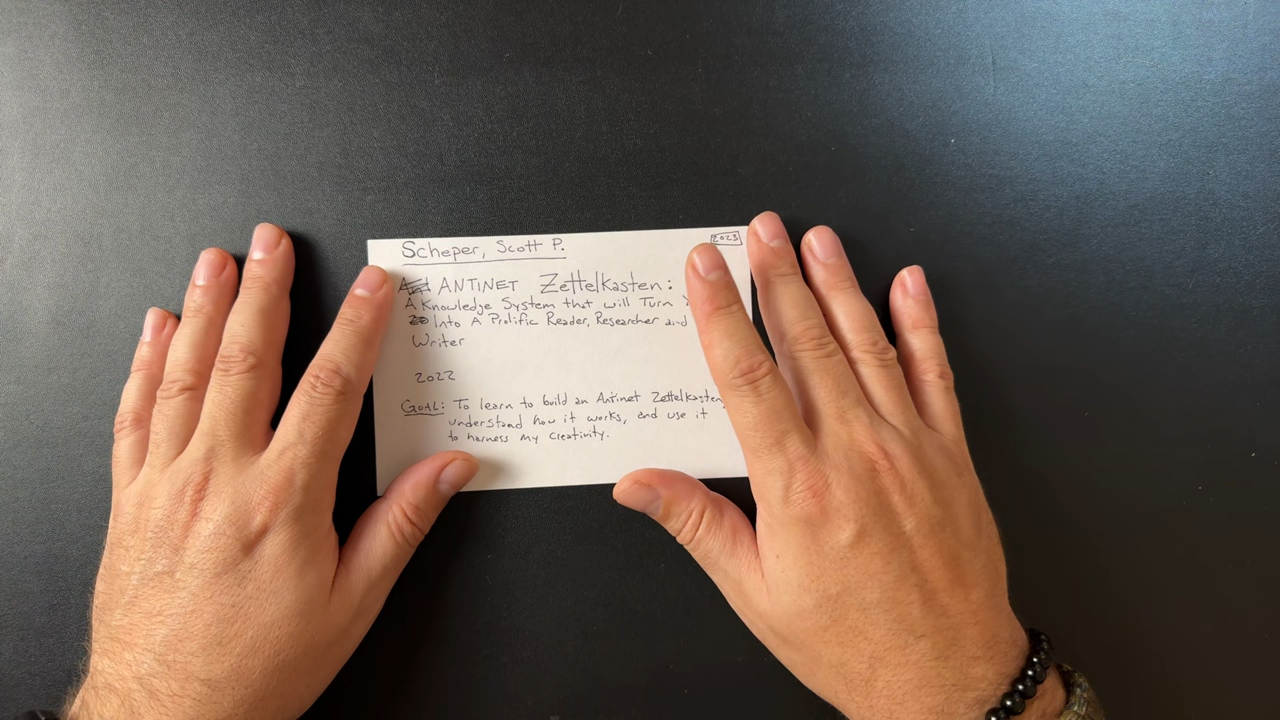 Scheper, Scott P.
2023
ANTINET Zettelkasten:
A Knowledge System that will Turn
Into A Prolific Reader, Researcher and
Writer
2022
GOAL: To learn to build an Antinet Zettelkasten,
understand how it works, and use it
to harness my creativity.